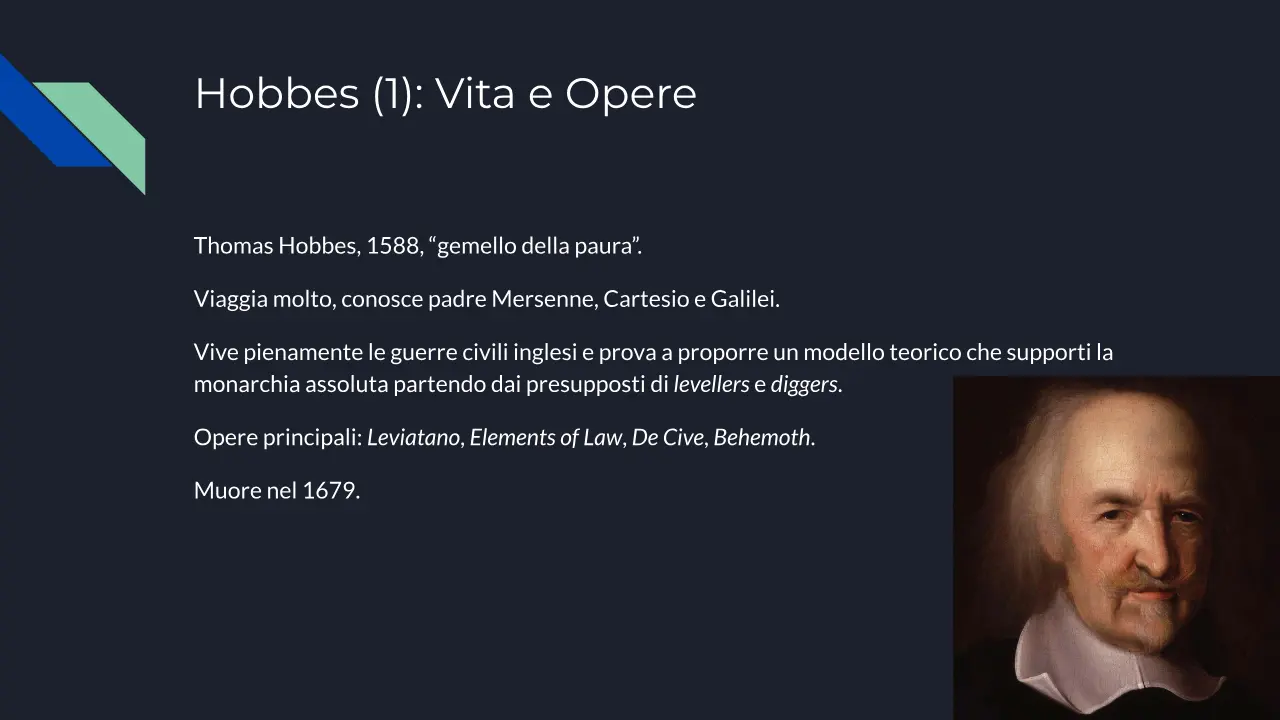 Hobbes (1): Vita e Opere
Thomas Hobbes, 1588, “gemello della paura”.
Viaggia molto, conosce padre Mersenne, Cartesio e Galilei.
Vive pienamente le guerre civili inglesi e prova a proporre un modello teorico che supporti la
monarchia assoluta partendo dai presupposti di levellers e diggers.
Opere principali: Leviatano, Elements of Law, De Cive, Behemoth.
Muore nel 1679.